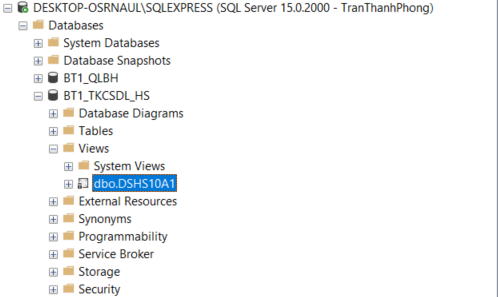 DESKTOP-OSRNAUL\SQLEXPRESS (SQL Server 15.0.2000 - TranThanhPhong)
Databases
System Databases
Database Snapshots
BT1_QLBH
BT1_TKCSDL_HS
Database Diagrams
Tables
Views
System Views
dbo.DSHS10A1
External Resources
Synonyms
Programmability
Service Broker
Storage
Security